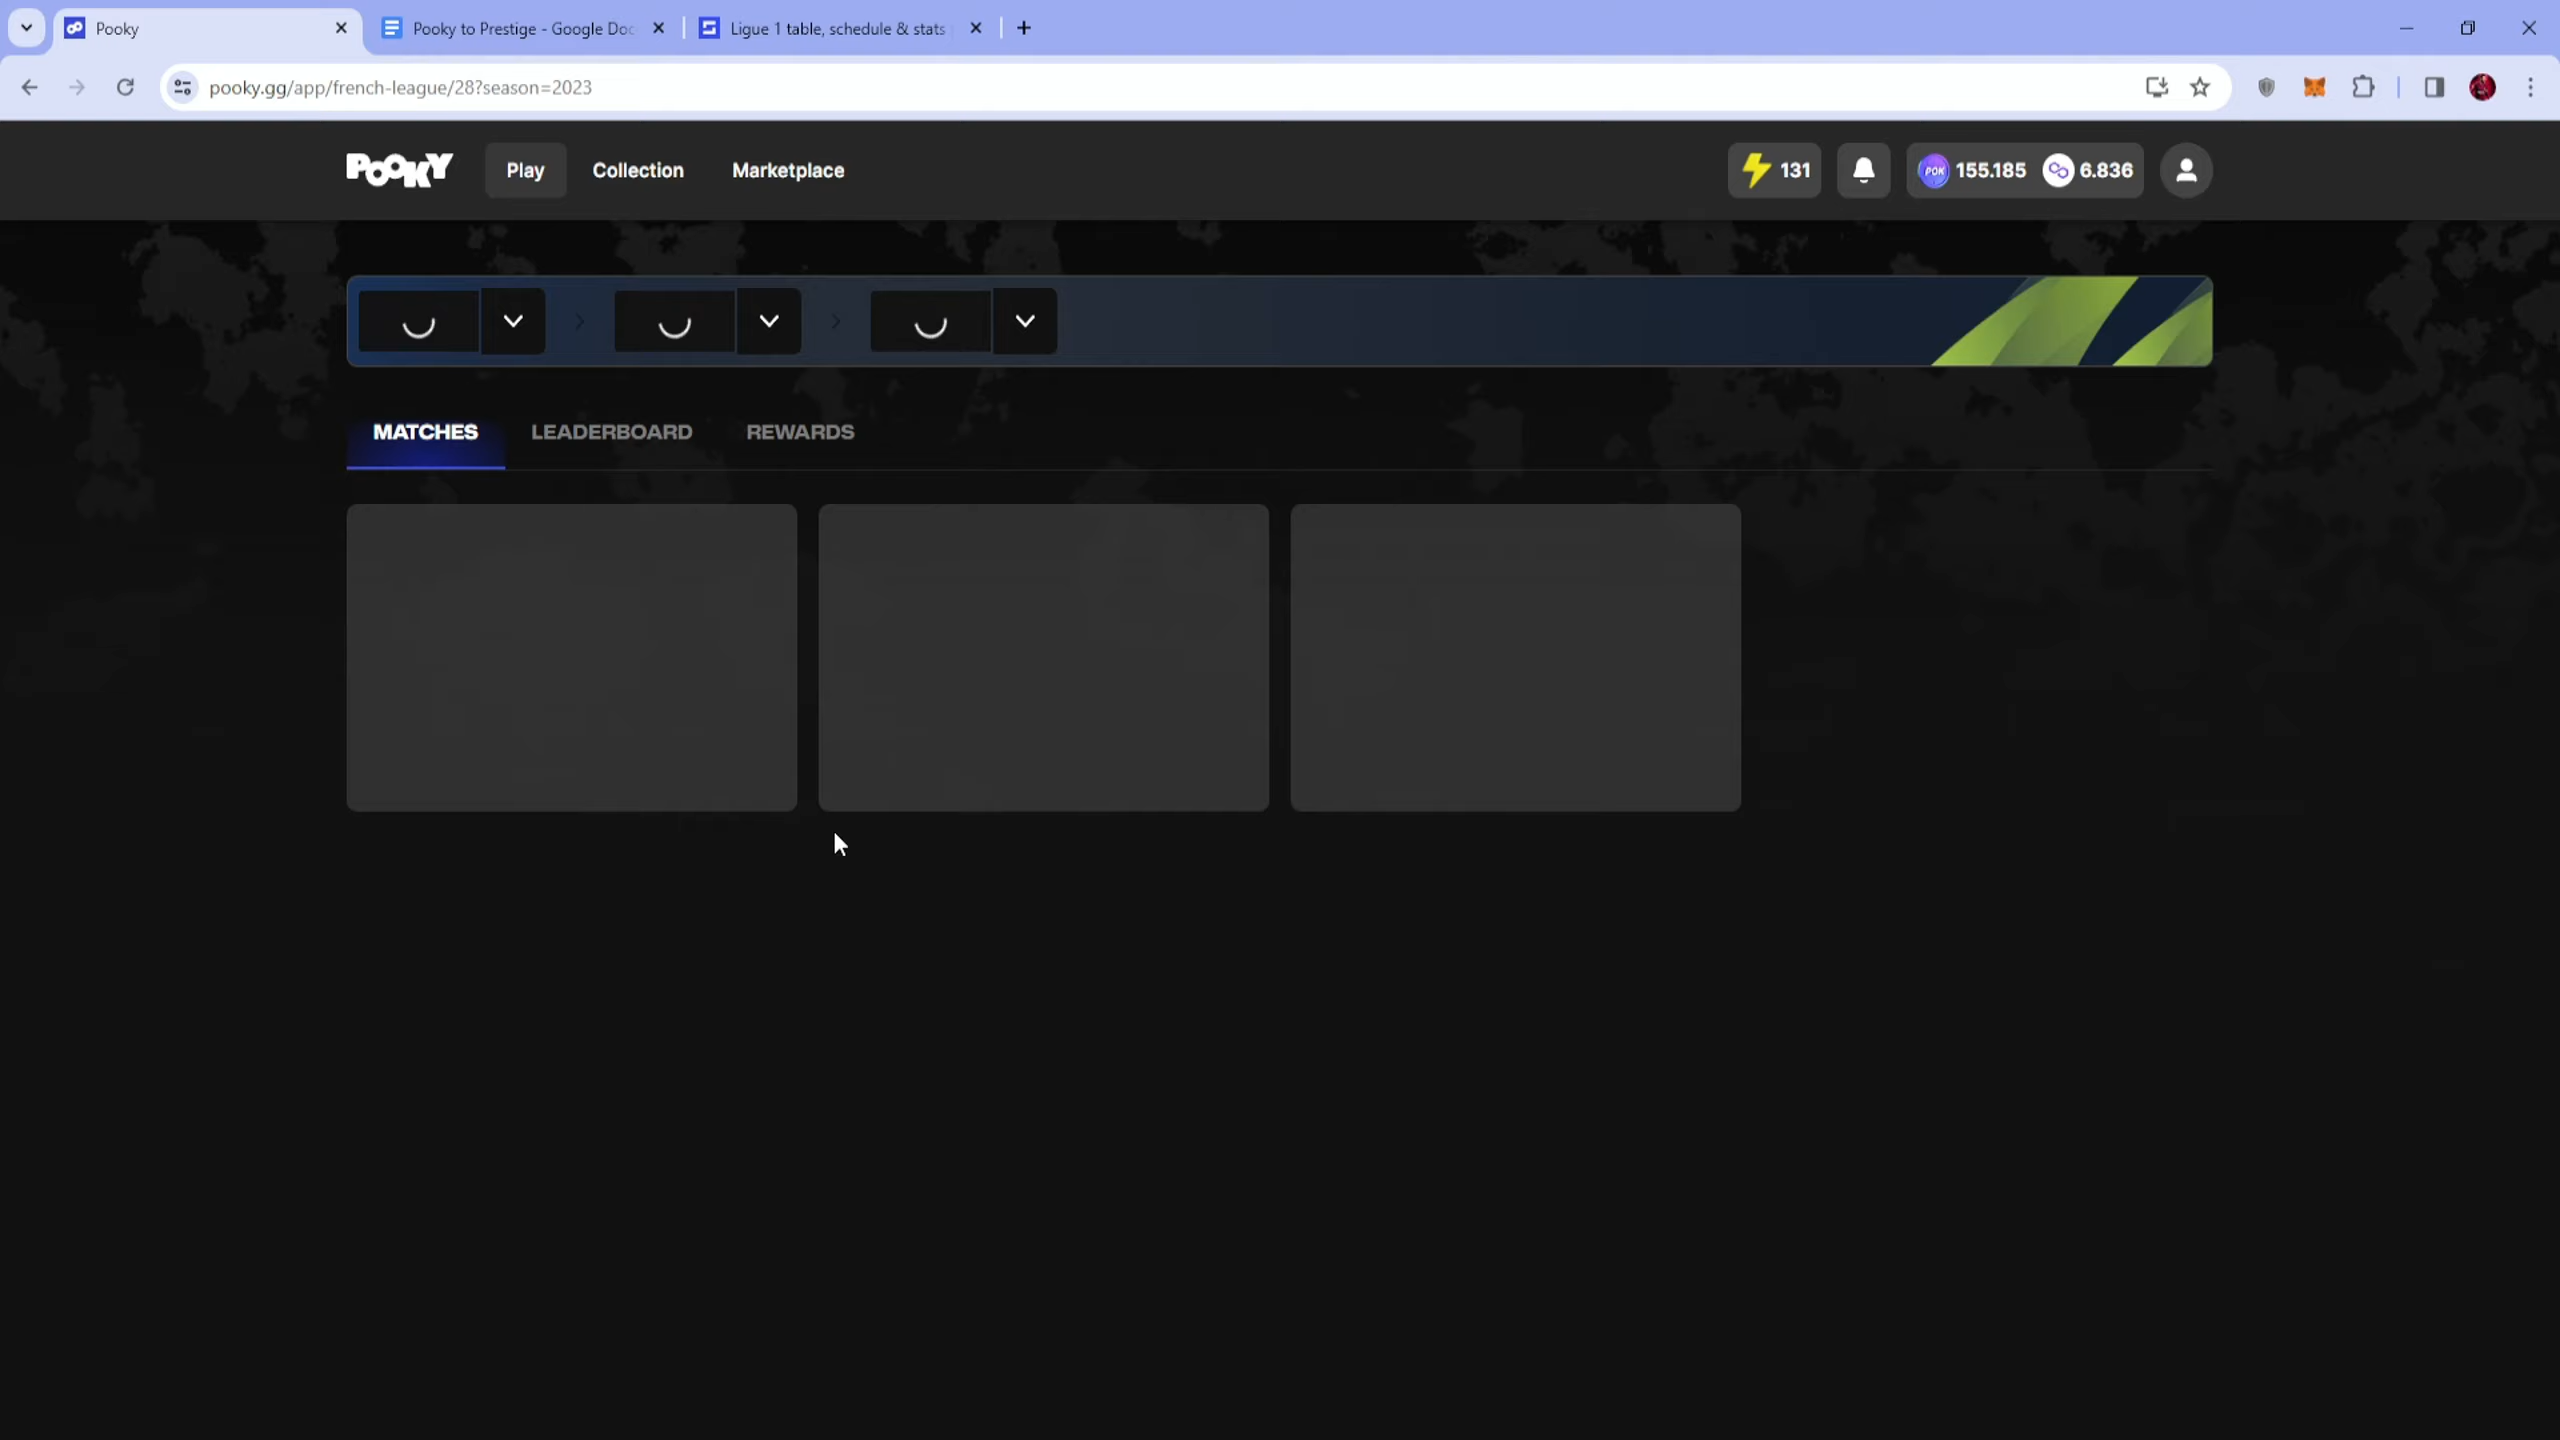 Pooky
Pooky to Prestige - Google Doc
Ligue 1 table, schedule & stats
pooky.gg/app/french-league/28?season=2023
POOKY
Play
Collection
Marketplace
131
POK
155.185
6.836
MATCHES
LEADERBOARD
REWARDS